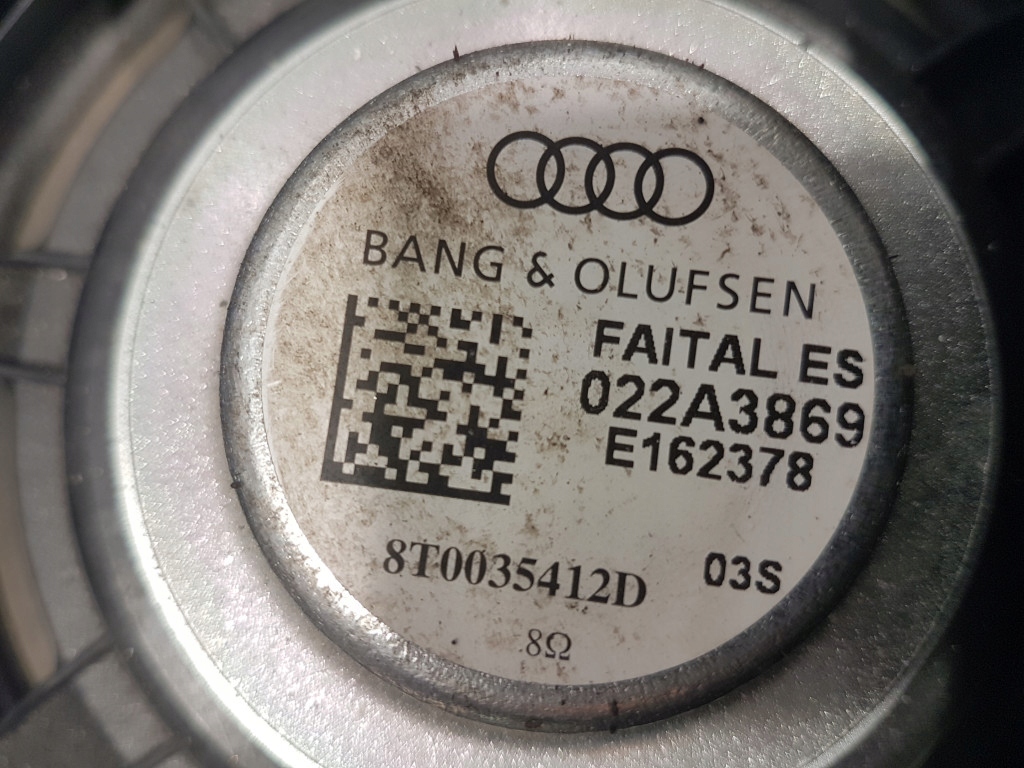 BANG & OLUFSEN
FAITAL ES
022A3869
E162378
8T0035412D 03S
8Ω